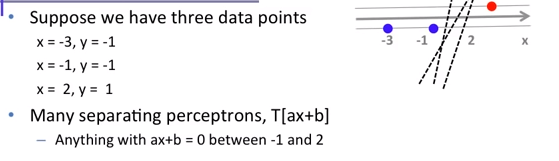 • Suppose we have three data points
x = -3, y = -1
x = -1, y = -1
x = 2, y = 1
• Many separating perceptrons, T[ax+b]
– Anything with ax+b = 0 between -1 and 2
-3 -1 2 x